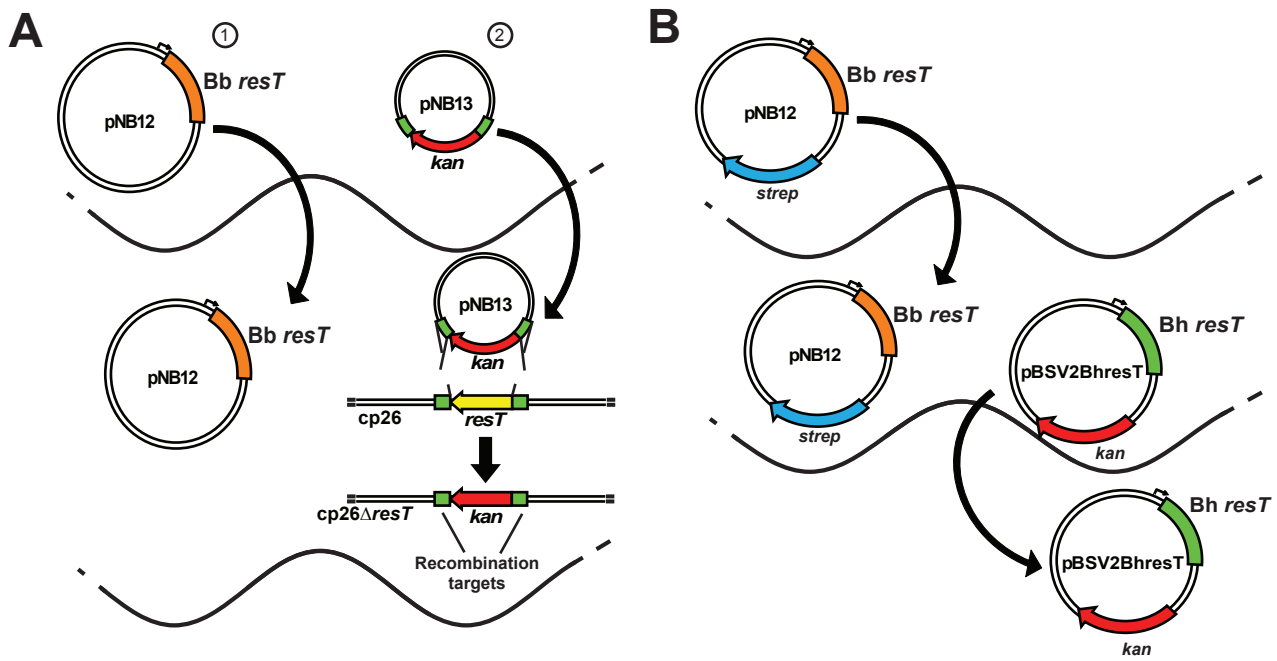 A
1
2
Bb resT
pNB12
pNB13
kan
pNB13
kan
Bb resT
pNB12
cp26
resT
cp26ΔresT
kan
Recombination
targets
B
Bb resT
pNB12
strep
Bb resT
pNB12
strep
Bh resT
pBSV2BhresT
kan
Bh resT
pBSV2BhresT
kan